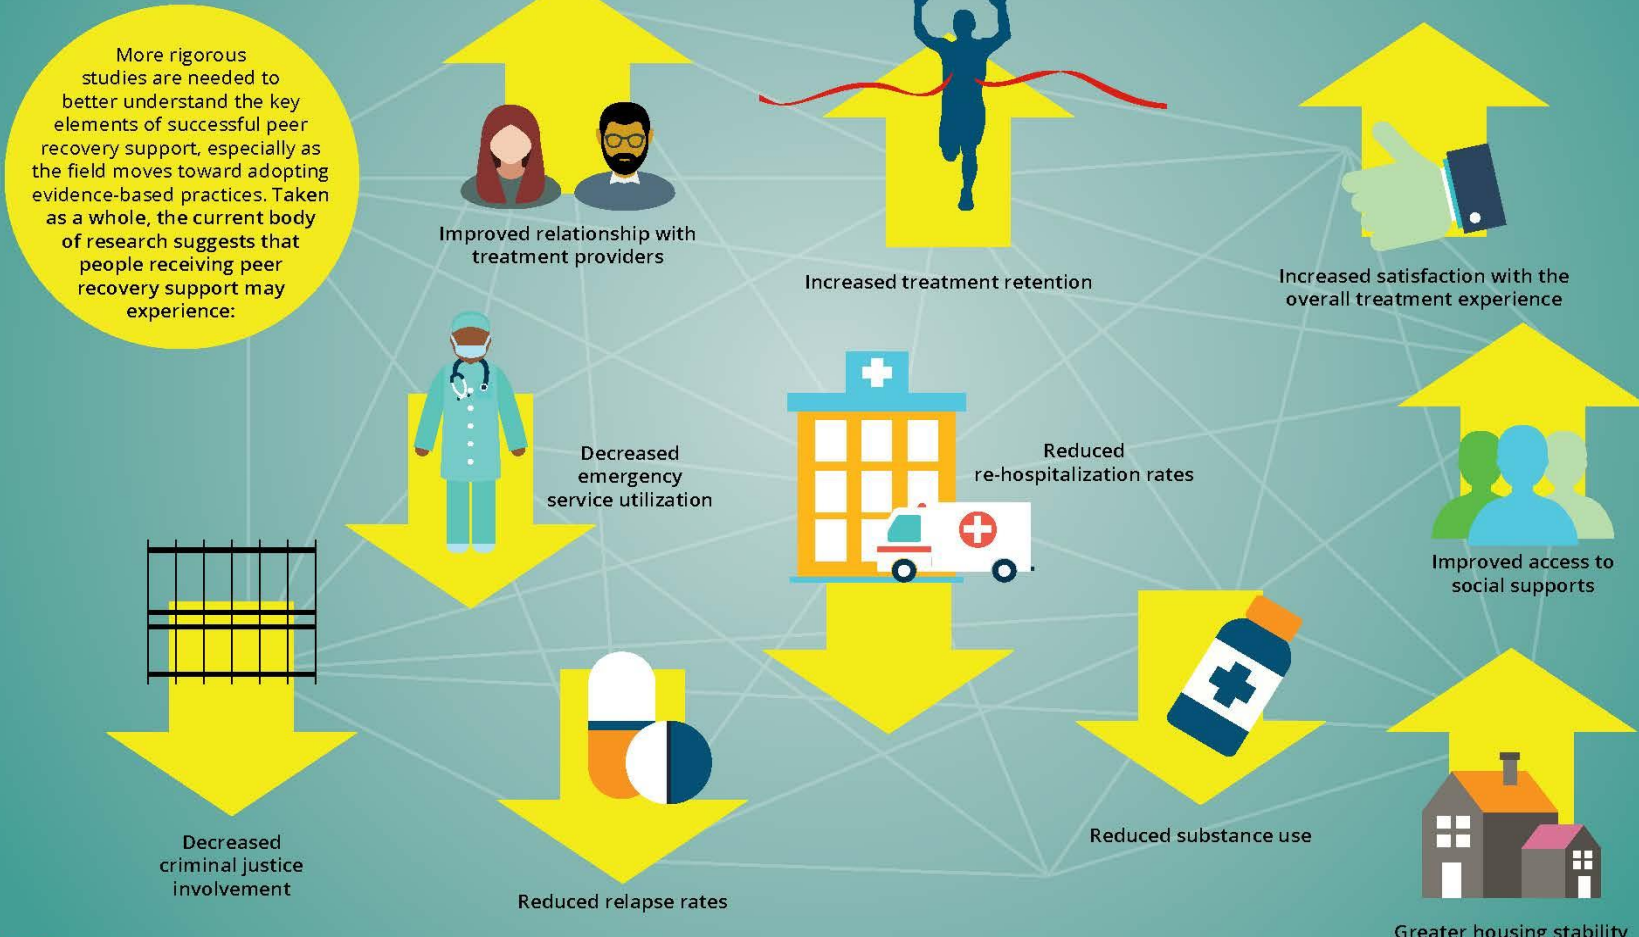 More rigorous
studies are needed to
better understand the key
elements of successful peer
recovery support, especially as
the field moves toward adopting
evidence-based practices. Taken
as a whole, the current body
of research suggests that
people receiving peer
recovery support may
experience:
Improved relationship with
treatment providers
Increased treatment retention
Increased satisfaction with the
overall treatment experience
Decreased
emergency
service utilization
Reduced
re-hospitalization rates
Improved access to
social supports
Decreased
criminal justice
involvement
Reduced relapse rates
Reduced substance use
Greater housing stability